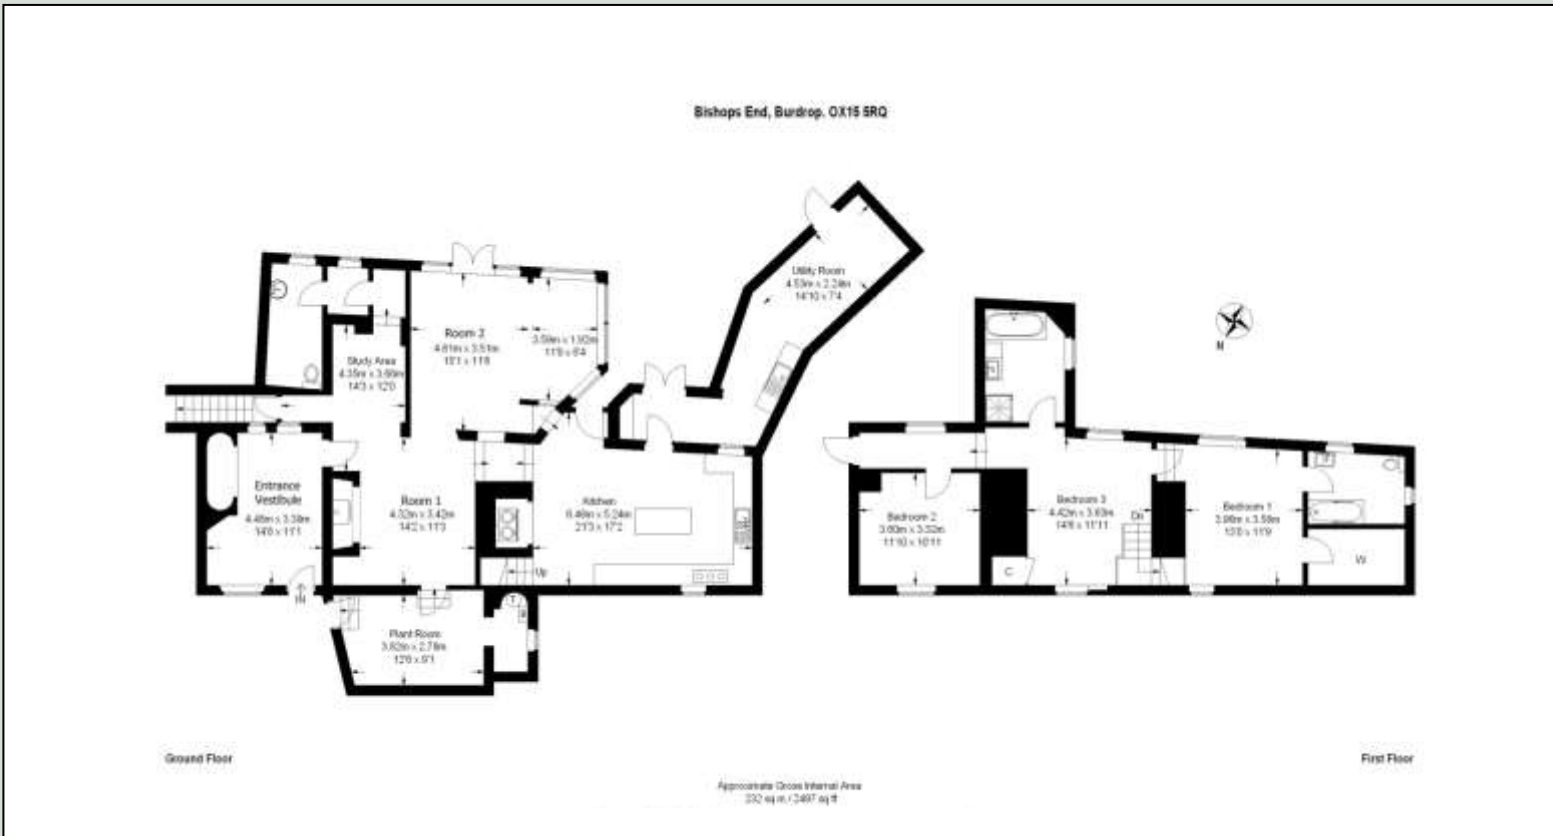 Bishops End, Burdrop. OX15 5RQ
Utility Room
4.53m x 2.24m
14'10 x 7'4
Room 2
4.61m x 3.51m
15'1 x 11'6
3.59m x 1.92m
11'9 x 6'4
Study Area
4.35m x 3.66m
14'3 x 12'0
Entrance
Vestibule
4.46m x 3.39m
14'8 x 11'1
Room 1
4.32m x 3.42m
14'2 x 11'3
Kitchen
6.48m x 5.24m
21'3 x 17'2
Up
IN
T
Plant Room
3.82m x 2.76m
12'6 x 9'1
N
Bedroom 3
4.42m x 3.63m
14'6 x 11'11
Dn
Bedroom 2
3.60m x 3.32m
11'10 x 10'11
Bedroom 1
3.96m x 3.58m
13'0 x 11'9
C
W
Ground Floor
First Floor
Approximate Gross Internal Area
232 sq m / 2497 sq ft